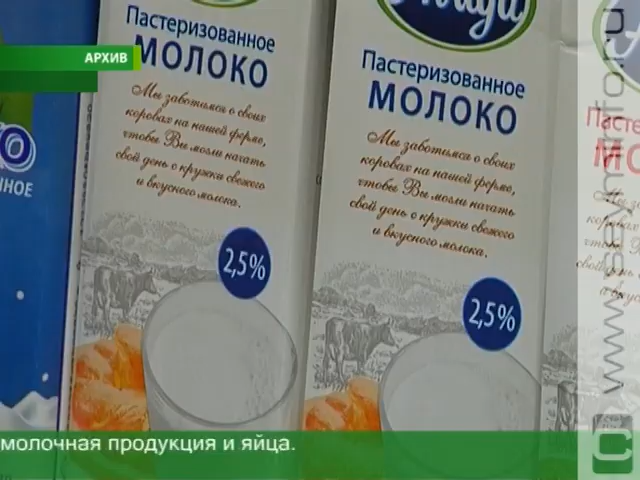 АРХИВ
Пастеризованное
МОЛОКО
Мы заботимся о своих
коровах на нашей ферме,
чтобы Вы могли начать
свой день с кружки свежего
и вкусного молока.
2,5%
Пастеризованное
МОЛОКО
Мы заботимся о своих
коровах на нашей ферме,
чтобы Вы могли начать
свой день с кружки свежего
и вкусного молока.
2,5%
молочная продукция и яйца.